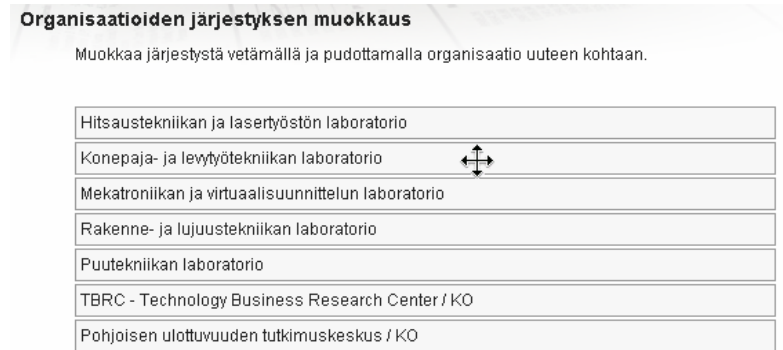 Organisaatioiden järjestyksen muokkaus
Muokkaa järjestystä vetämällä ja pudottamalla organisaatio uuteen kohtaan.
Hitsaustekniikan ja lasertyöstön laboratorio
Konepaja- ja levytyötekniikan laboratorio
Mekatroniikan ja virtuaalisuunnittelun laboratorio
Rakenne- ja lujuustekniikan laboratorio
Puutekniikan laboratorio
TBRC - Technology Business Research Center / KO
Pohjoisen ulottuvuuden tutkimuskeskus / KO